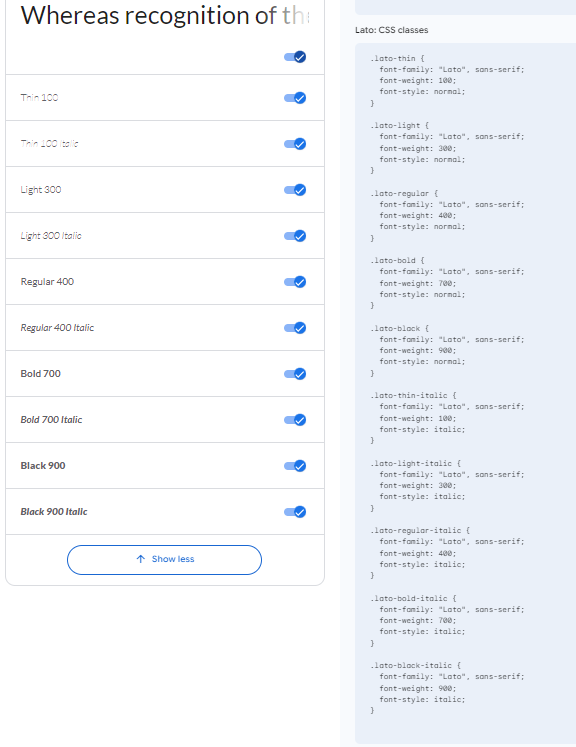 Whereas recognition of th
Thin 100
Thin 100 Italic
Light 300
Light 300 Italic
Regular 400
Regular 400 Italic
Bold 700
Bold 700 Italic
Black 900
Black 900 Italic
Show less
Lato: CSS classes
.lato-thin {
  font-family: "Lato", sans-serif;
  font-weight: 100;
  font-style: normal;
}
.lato-light {
  font-family: "Lato", sans-serif;
  font-weight: 300;
  font-style: normal;
}
.lato-regular {
  font-family: "Lato", sans-serif;
  font-weight: 400;
  font-style: normal;
}
.lato-bold {
  font-family: "Lato", sans-serif;
  font-weight: 700;
  font-style: normal;
}
.lato-black {
  font-family: "Lato", sans-serif;
  font-weight: 900;
  font-style: normal;
}
.lato-thin-italic {
  font-family: "Lato", sans-serif;
  font-weight: 100;
  font-style: italic;
}
.lato-light-italic {
  font-family: "Lato", sans-serif;
  font-weight: 300;
  font-style: italic;
}
.lato-regular-italic {
  font-family: "Lato", sans-serif;
  font-weight: 400;
  font-style: italic;
}
.lato-bold-italic {
  font-family: "Lato", sans-serif;
  font-weight: 700;
  font-style: italic;
}
.lato-black-italic {
  font-family: "Lato", sans-serif;
  font-weight: 900;
  font-style: italic;
}